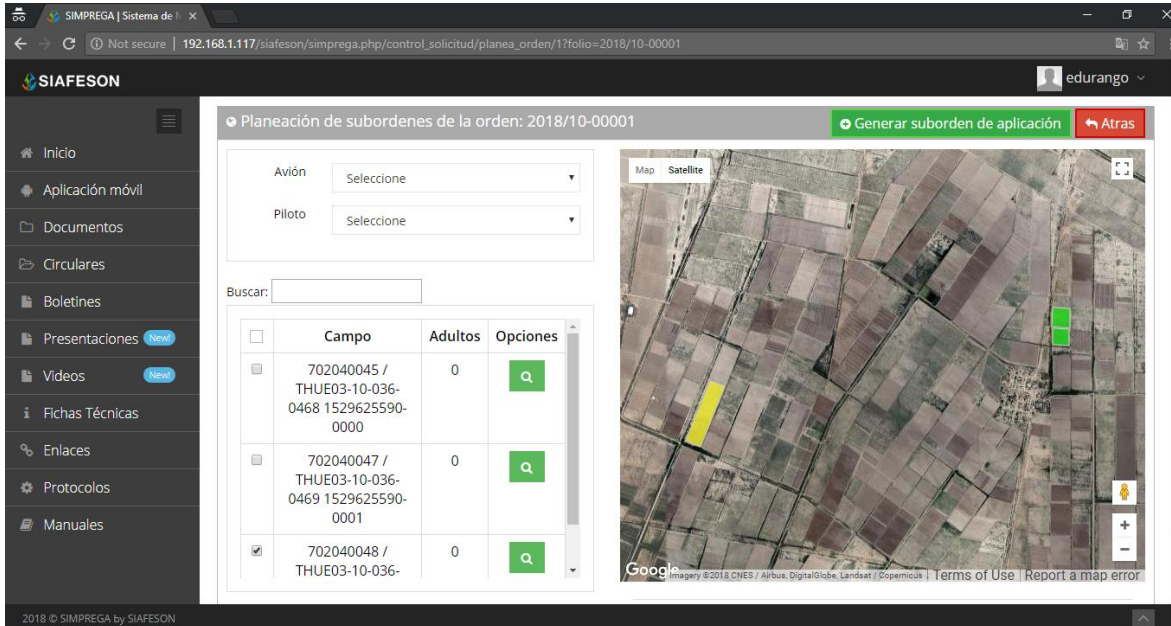 SIMPREGA | Sistema de
Not secure | 192.168.1.117/siafeson/simprega.php/control_solicitud/planea_orden/1?folio=2018/10-00001
SIAFESON
edurango
Planeación de subordenes de la orden: 2018/10-00001
Generar suborden de aplicación
Atras
Inicio
Aplicación móvil
Documentos
Circulares
Boletines
Presentaciones New!
Videos New!
Fichas Técnicas
Enlaces
Protocolos
Manuales
Avión
Seleccione
Piloto
Seleccione
Buscar:
Campo Adultos Opciones
702040045 / 0
THUE03-10-036-
0468 1529625590-
0000
702040047 / 0
THUE03-10-036-
0469 1529625590-
0001
702040048 / 0
THUE03-10-036-
Map Satellite
Google
Imagery ©2018 CNES / Airbus, DigitalGlobe, Landsat / Copernicus | Terms of Use | Report a map error
2018 © SIMPREGA by SIAFESON